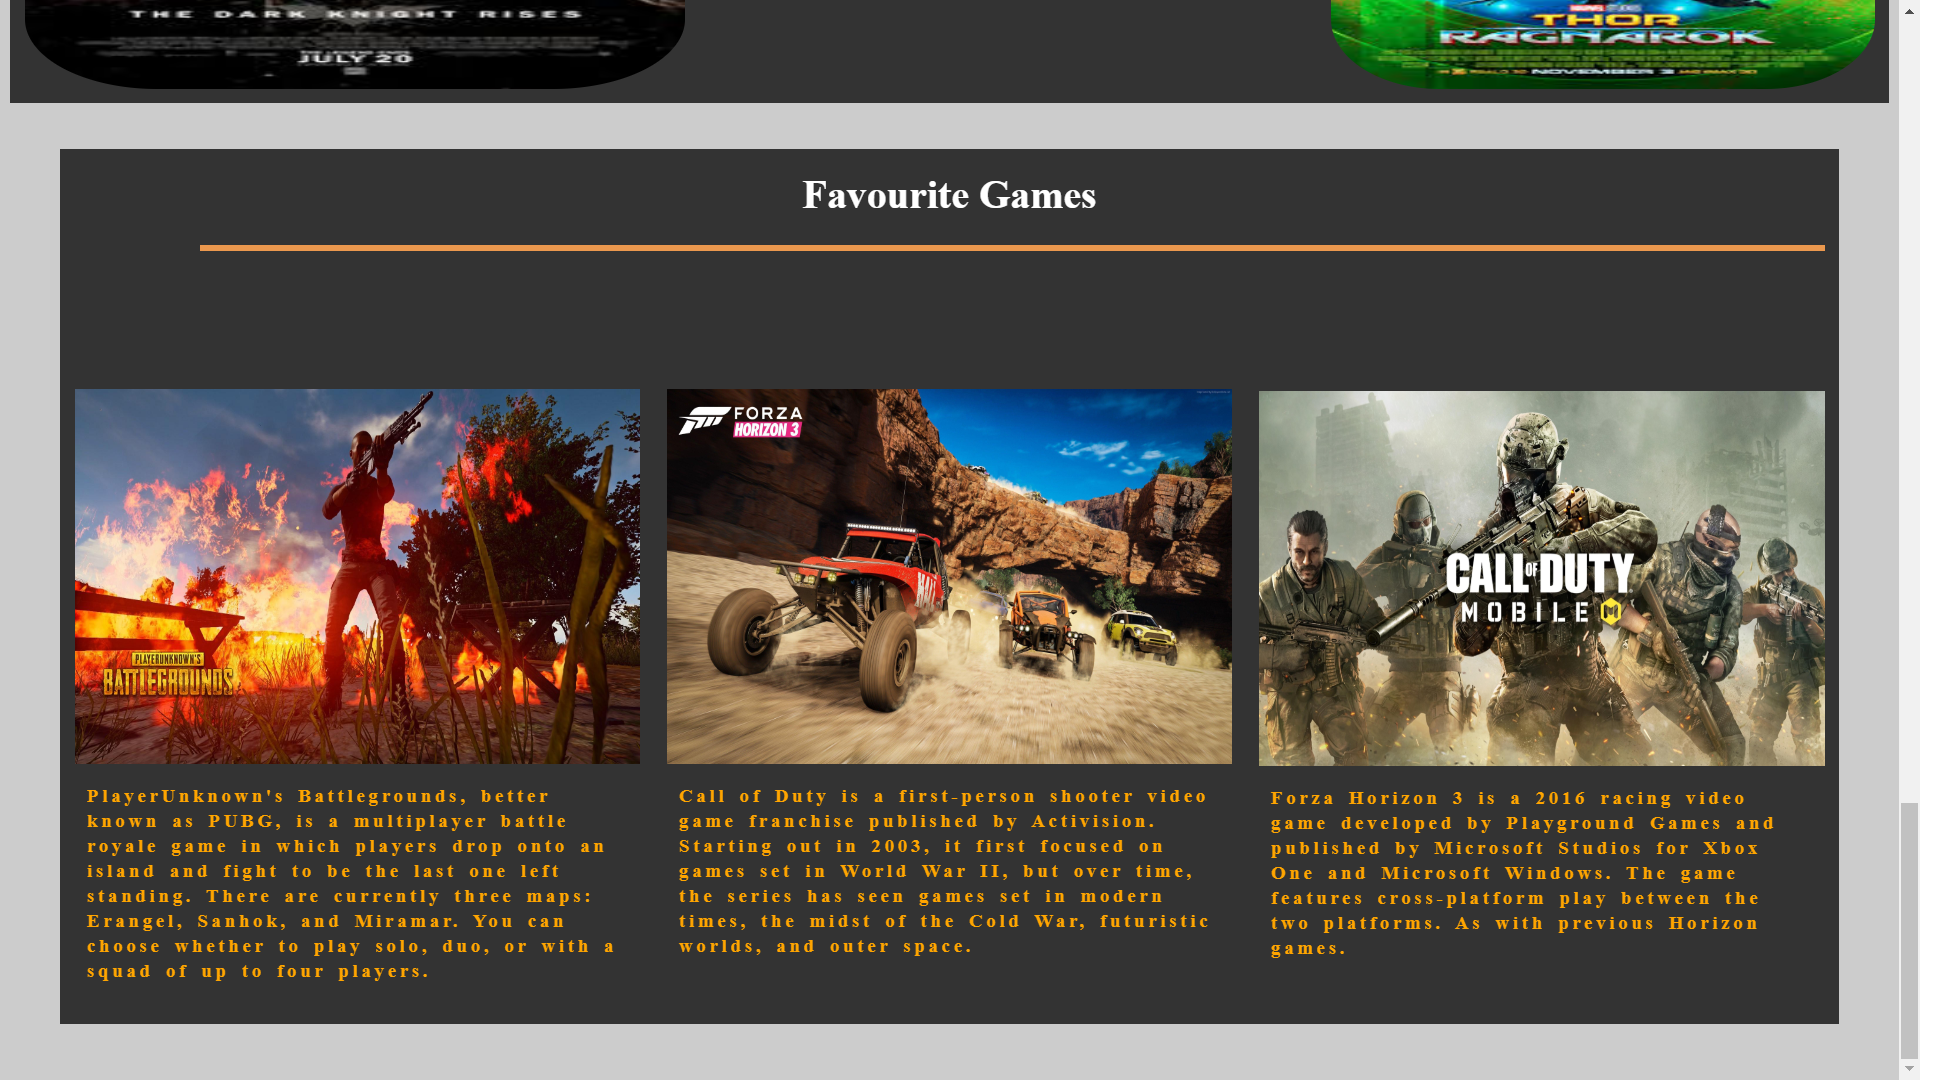 THE DARK KNIGHT RISES
JULY 20
MARVEL STUDIOS
THOR
RAGNAROK
NOVEMBER 3
Favourite Games
PLAYERUNKNOWN'S
BATTLEGROUNDS
FORZA
HORIZON 3
CALL OF DUTY
MOBILE
PlayerUnknown's Battlegrounds, better
known as PUBG, is a multiplayer battle
royale game in which players drop onto an
island and fight to be the last one left
standing. There are currently three maps:
Erangel, Sanhok, and Miramar. You can
choose whether to play solo, duo, or with a
squad of up to four players.
Call of Duty is a first-person shooter video
game franchise published by Activision.
Starting out in 2003, it first focused on
games set in World War II, but over time,
the series has seen games set in modern
times, the midst of the Cold War, futuristic
worlds, and outer space.
Forza Horizon 3 is a 2016 racing video
game developed by Playground Games and
published by Microsoft Studios for Xbox
One and Microsoft Windows. The game
features cross-platform play between the
two platforms. As with previous Horizon
games.